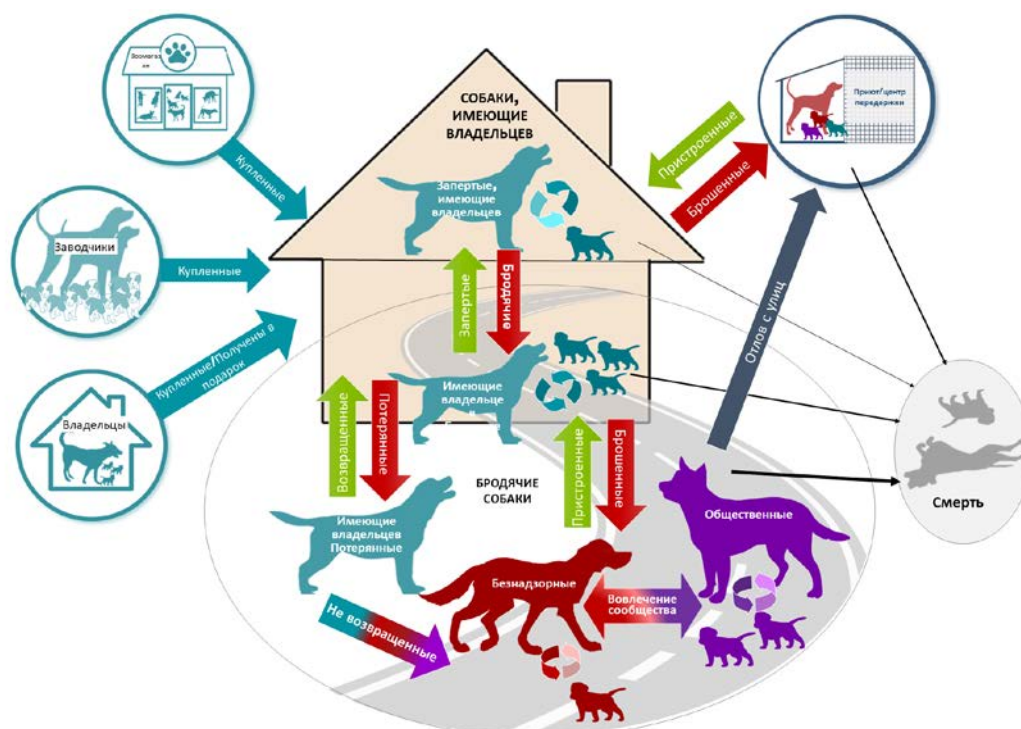 Зоомагаз
ин
СОБАКИ,
ИМЕЮЩИЕ
ВЛАДЕЛЬЦЕВ
Приют/центр
передержки
Купленные
Пристроенные
Брошенные
Запертые,
имеющие
владельцев
Заводчики
Купленные
Запертые
Бродячие
Отлов с улиц
Купленные/Получены в
подарок
Имеющие
владельце
Владельцы
Возвращенные
Потерянные
Пристроенные
Брошенные
БРОДЯЧИЕ
СОБАКИ
Смерть
Имеющие
владельцев
Потерянные
Общественные
Безнадзорные
Вовлечение
сообщества
Не возвращенные